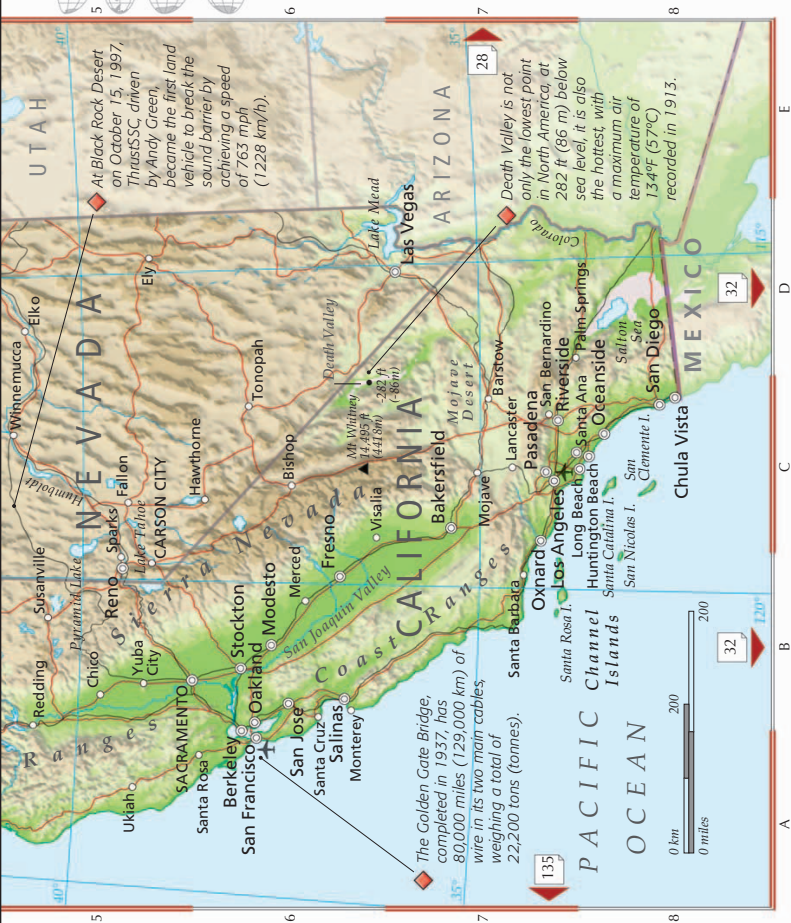 5
6
7
8
40°
35°
UTAH
At Black Rock Desert
on October 15, 1997,
ThrustSSC, driven
by Andy Green,
became the first land
vehicle to break the
sound barrier by
achieving a speed
of 763 mph
(1228 km/h).
28
ARIZONA
Death Valley is not
only the lowest point
in North America, at
282 ft (86 m) below
sea level, it is also
the hottest, with
a maximum air
temperature of
134°F (57°C)
recorded in 1913.
E
Winnemucca
Elko
Humboldt
NEVADA
Ely
Lake Mead
Las Vegas
Colorado
115°
D
32
MEXICO
Susanville
Pyramid Lake
Reno
Sparks
Fallon
Lake Tahoe
CARSON CITY
Hawthorne
Tonopah
Bishop
Death Valley
Mt Whitney
14,495 ft
(4418m)
-282 ft
(-86m)
Mojave
Desert
Barstow
San Bernardino
Riverside
Palm Springs
Santa Ana
Oceanside
Salton
Sea
San Diego
Chula Vista
C
Redding
Chico
Yuba
City
Sierra Nevada
SACRAMENTO
Stockton
Oakland
Modesto
Merced
Fresno
Visalia
San Joaquin Valley
CALIFORNIA
Bakersfield
Mojave
Lancaster
Pasadena
Los Angeles
Long Beach
Huntington Beach
Oxnard
Santa Barbara
Santa Catalina I.
San Nicolas I.
San
Clemente I.
Santa Rosa I.
Channel
Islands
Coast Ranges
120°
B
32
Ranges
Ukiah
Santa Rosa
Berkeley
San Francisco
San Jose
Santa Cruz
Salinas
Monterey
The Golden Gate Bridge,
completed in 1937, has
80,000 miles (129,000 km) of
wire in its two main cables,
weighing a total of
22,200 tons (tonnes).
PACIFIC
OCEAN
0 km
200
0 miles
200
A
40°
35°
135
5
6
7
8